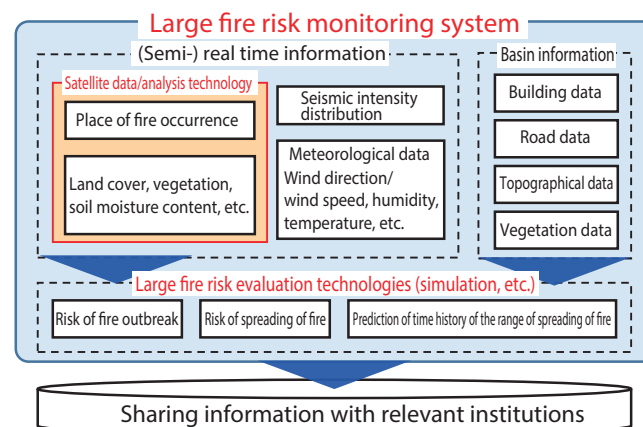 Large fire risk monitoring system
(Semi-) real time information
Satellite data/analysis technology
Place of fire occurrence
Land cover, vegetation,
soil moisture content, etc.
Seismic intensity
distribution
Meteorological data
Wind direction/
wind speed, humidity,
temperature, etc.
Basin information
Building data
Road data
Topographical data
Vegetation data
Large fire risk evaluation technologies (simulation, etc.)
Risk of fire outbreak
Risk of spreading of fire
Prediction of time history of the range of spreading of fire
Sharing information with relevant institutions